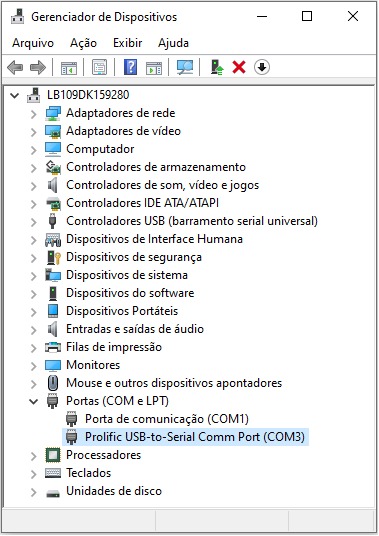 Gerenciador de Dispositivos
Arquivo Ação Exibir Ajuda
LB109DK159280
Adaptadores de rede
Adaptadores de vídeo
Computador
Controladores de armazenamento
Controladores de som, vídeo e jogos
Controladores IDE ATA/ATAPI
Controladores USB (barramento serial universal)
Dispositivos de Interface Humana
Dispositivos de segurança
Dispositivos de sistema
Dispositivos do software
Dispositivos Portáteis
Entradas e saídas de áudio
Filas de impressão
Monitores
Mouse e outros dispositivos apontadores
Portas (COM e LPT)
Porta de comunicação (COM1)
Prolific USB-to-Serial Comm Port (COM3)
Processadores
Teclados
Unidades de disco